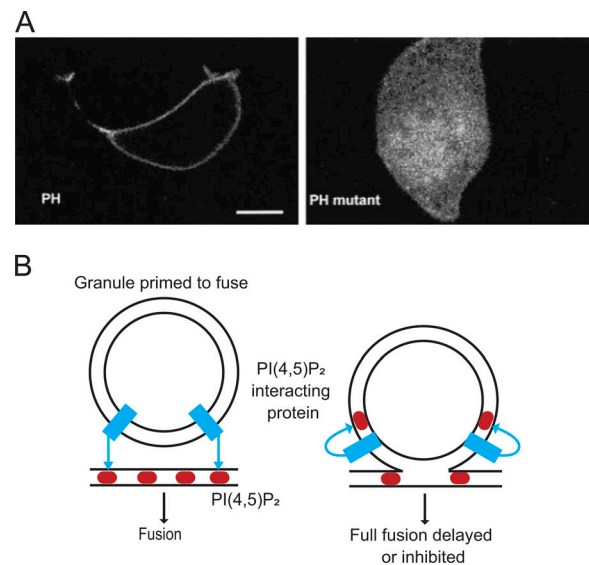 A
PH
PH mutant
B
Granule primed to fuse
PI(4,5)P₂
interacting
protein
PI(4,5)P₂
Fusion
Full fusion delayed
or inhibited